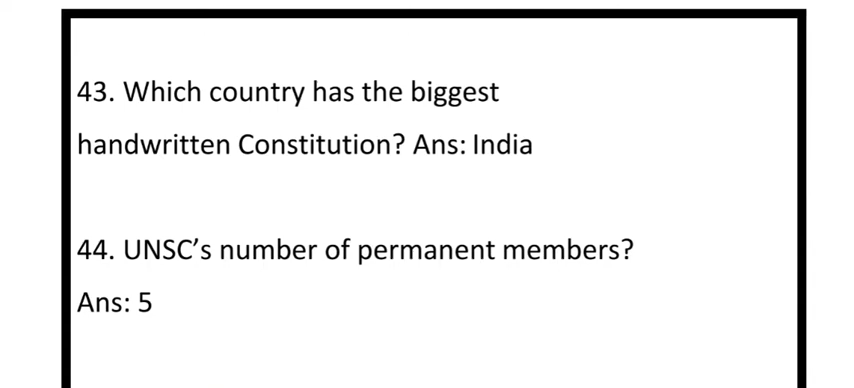 43. Which country has the biggest
handwritten Constitution? Ans: India
44. UNSC’s number of permanent members?
Ans: 5